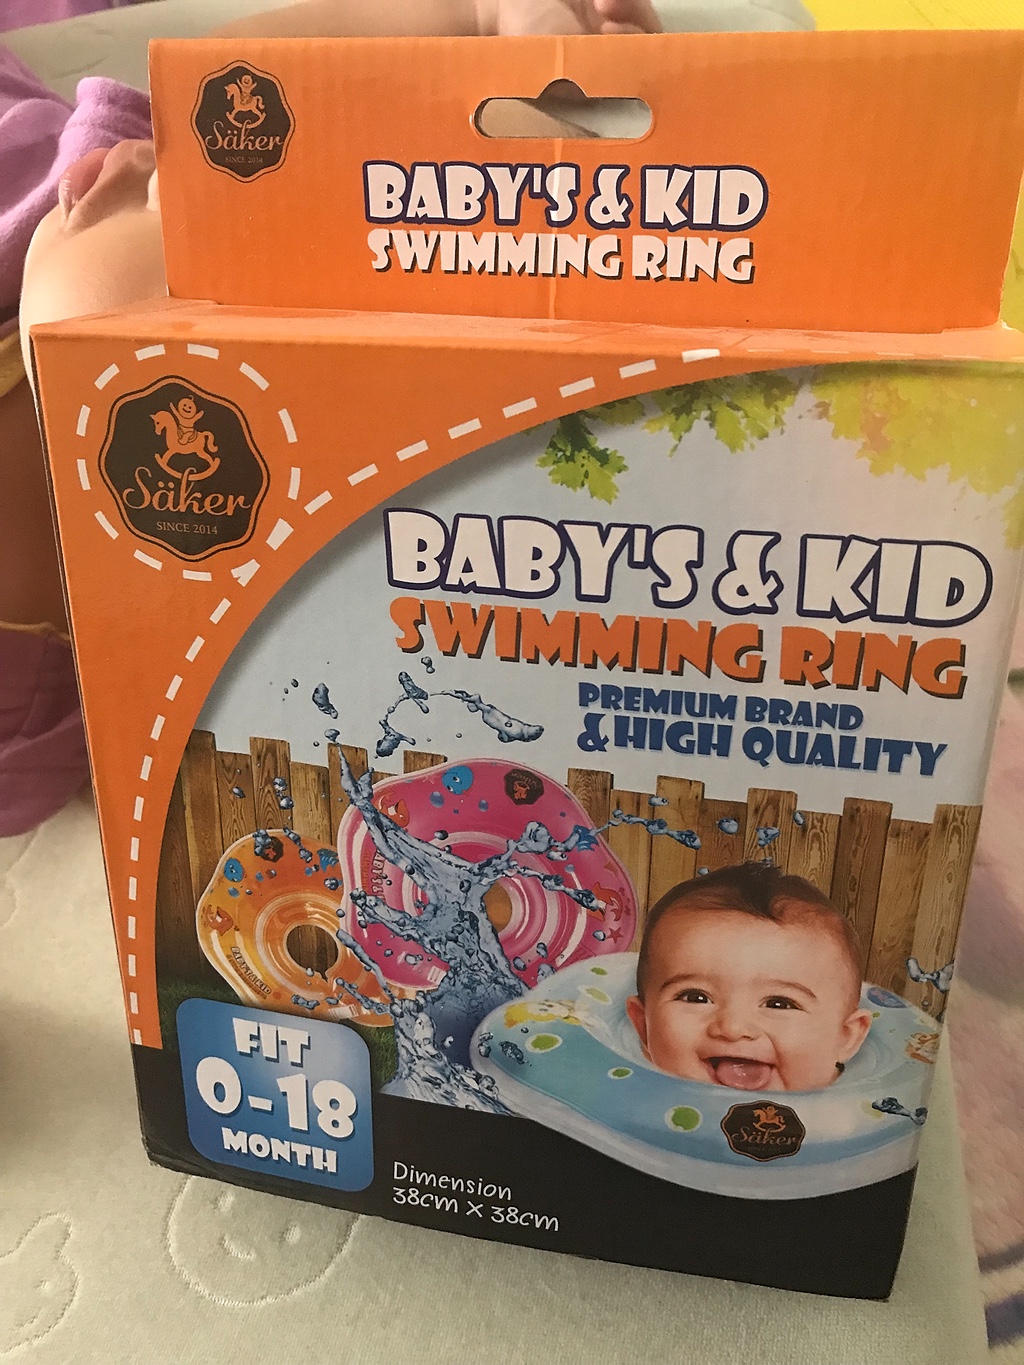 Säker
SINCE 2014
BABY'S & KID
SWIMMING RING
Säker
SINCE 2014
BABY'S & KID
SWIMMING RING
PREMIUM BRAND
& HIGH QUALITY
FIT
0-18
MONTH
Dimension
38cm X 38cm
Säker